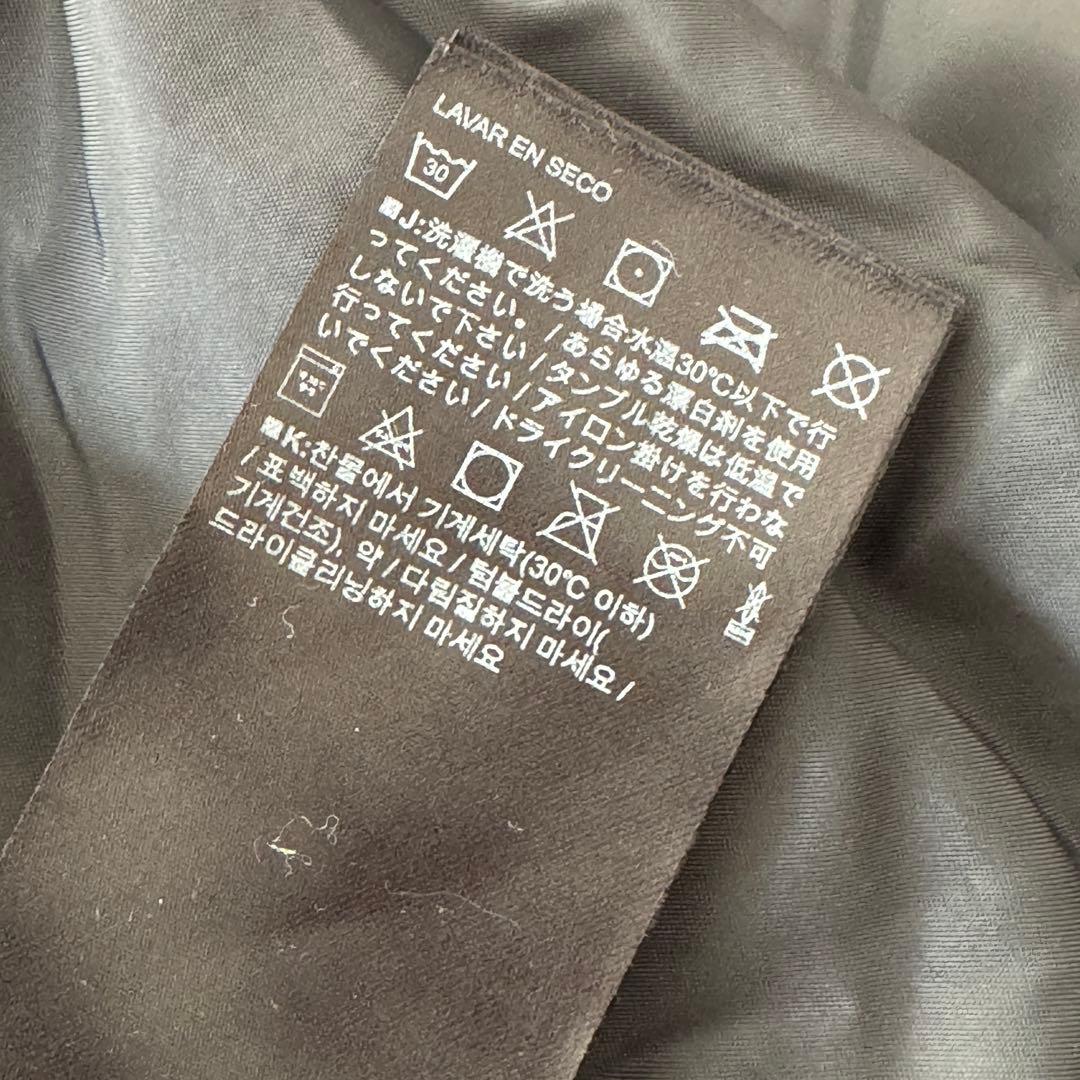 LAVAR EN SECO
30
J:洗濯機で洗う場合水温30℃以下で行
ってください。/あらゆる漂白剤を使用
しないで下さい/タンブル乾燥は低温で
行ってください/アイロン掛けを行わな
いでください/ドライクリーニング不可
K:찬물에서 기계세탁(30℃ 이하)
/표백하지 마세요/텀블드라이(
기계건조), 약/다림질하지 마세요/
드라이클리닝하지 마세요